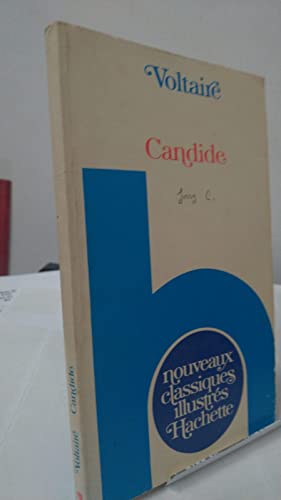 Voltaire
Candide
nouveaux
classiques
illustrés
Hachette
Voltaire Candide